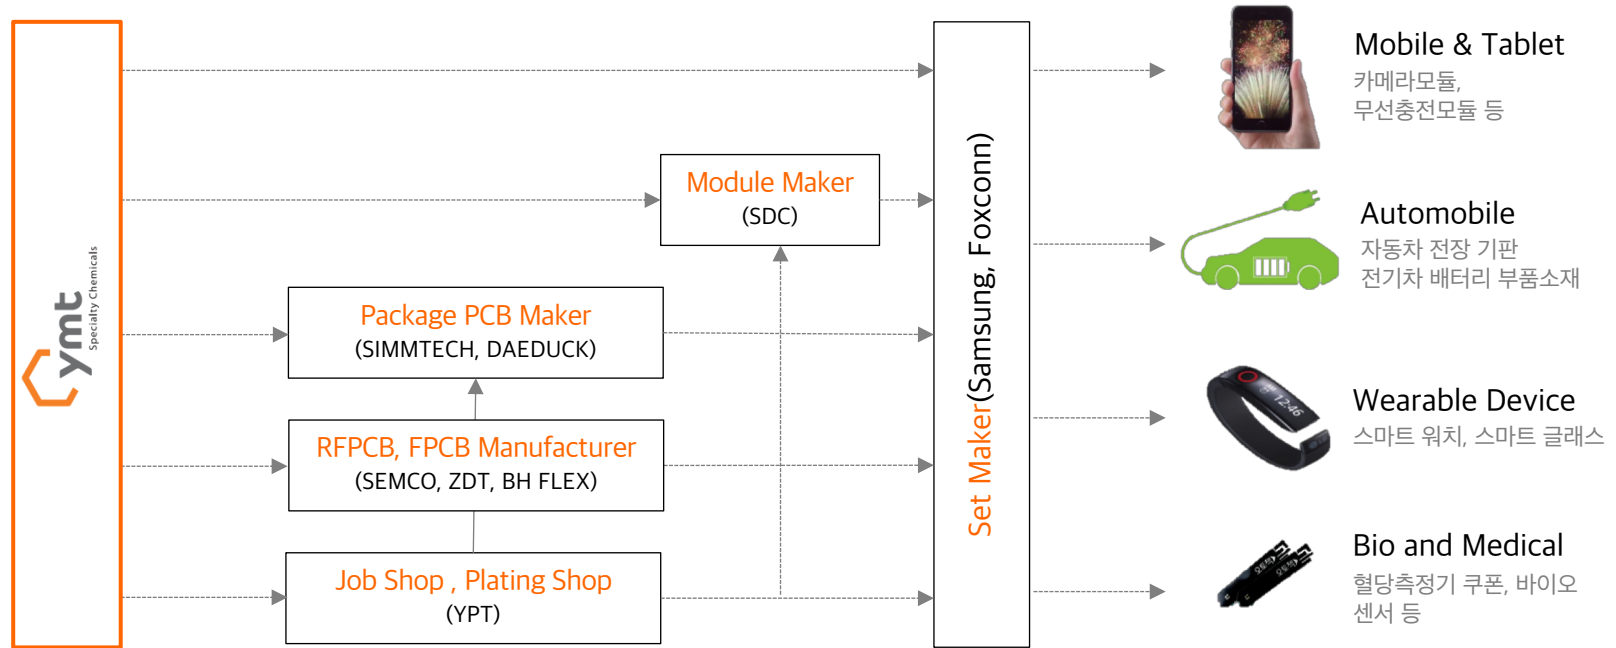 ymt
Specialty Chemicals
Package PCB Maker
(SIMMTECH, DAEDUCK)
RFPCB, FPCB Manufacturer
(SEMCO, ZDT, BH FLEX)
Job Shop , Plating Shop
(YPT)
Module Maker
(SDC)
Set Maker(Samsung, Foxconn)
Mobile & Tablet
카메라모듈,
무선충전모듈 등
Automobile
자동차 전장 기판
전기차 배터리 부품소재
12:46
Wearable Device
스마트 워치, 스마트 글래스
Bio and Medical
혈당측정기 쿠폰, 바이오
센서 등